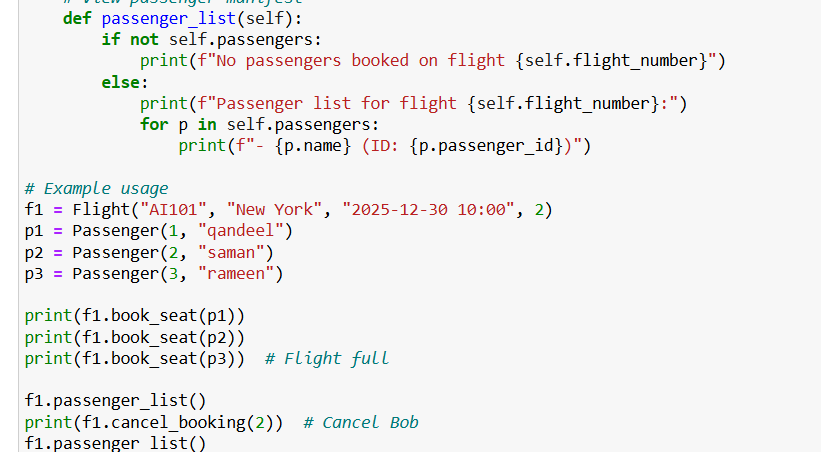 # View passenger manifest
def passenger_list(self):
if not self.passengers:
print(f"No passengers booked on flight {self.flight_number}")
else:
print(f"Passenger list for flight {self.flight_number}:")
for p in self.passengers:
print(f"- {p.name} (ID: {p.passenger_id})")
# Example usage
f1 = Flight("AI101", "New York", "2025-12-30 10:00", 2)
p1 = Passenger(1, "qandeel")
p2 = Passenger(2, "saman")
p3 = Passenger(3, "rameen")
print(f1.book_seat(p1))
print(f1.book_seat(p2))
print(f1.book_seat(p3))  # Flight full
f1.passenger_list()
print(f1.cancel_booking(2))  # Cancel Bob
f1.passenger_list()